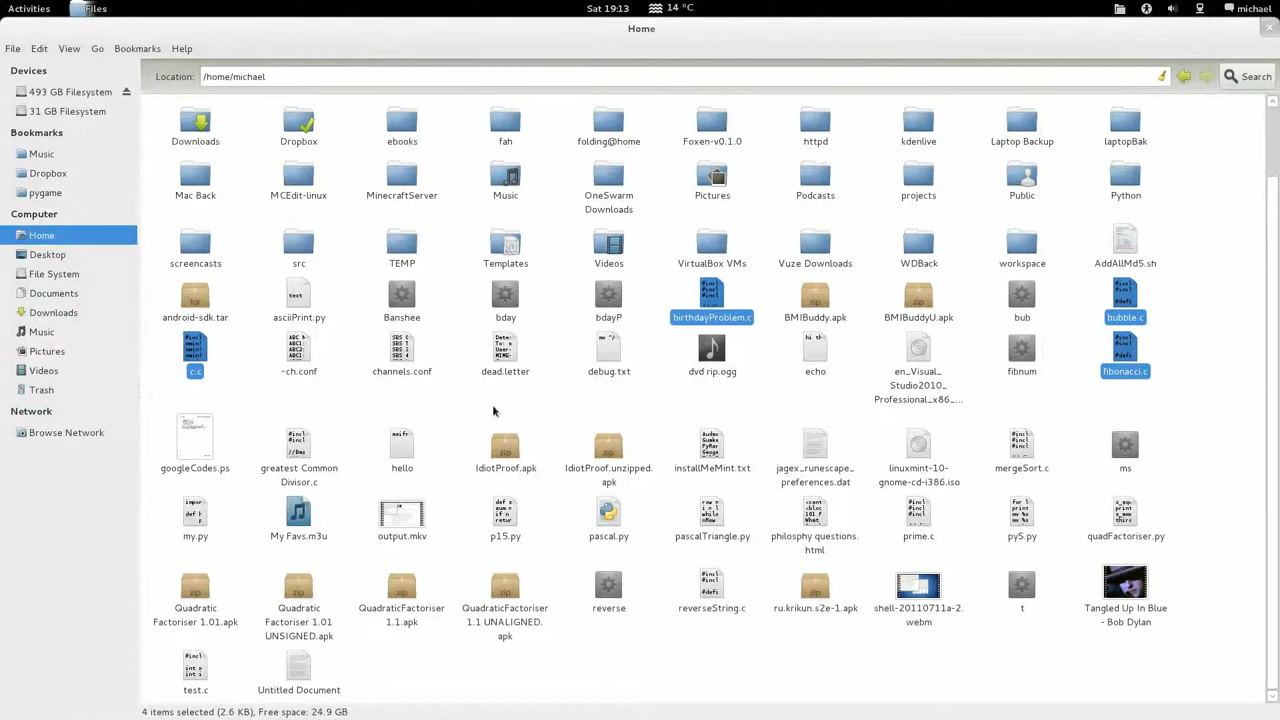 Activities Files Sat 19:13 14 °C michael
Home
File Edit View Go Bookmarks Help
Devices
493 GB Filesystem
31 GB Filesystem
Bookmarks
Music
Dropbox
pygame
Computer
Home
Desktop
File System
Documents
Downloads
Music
Pictures
Videos
Trash
Network
Browse Network
Location: /home/michael Search
Downloads Dropbox ebooks fah folding@home Foxen-v0.1.0 httpd kdenlive Laptop Backup laptopBak
Mac Back MCEdit-linux MinecraftServer Music OneSwarm Pictures Podcasts projects Public Python
Downloads
screencasts src TEMP Templates Videos VirtualBox VMs Vuze Downloads WDBack workspace AddAllMd5.sh
android-sdk.tar asciiPrint.py Banshee bday bdayP birthdayProblem.c BMIBuddy.apk BMIBuddyU.apk bub bubble.c
c.c ~ch.conf channels.conf dead.letter debug.txt dvd rip.ogg echo en_Visual_ fibnum fibonacci.c
Studio2010_
Professional_x86_...
googleCodes.ps greatest Common hello IdiotProof.apk IdiotProof.unzipped. installMeMint.txt jagex_runescape_ linuxmint-10- mergeSort.c ms
Divisor.c apk preferences.dat gnome-cd-i386.iso
my.py My Favs.m3u output.mkv p15.py pascal.py pascalTriangle.py philosphy questions. prime.c pyS.py quadFactoriser.py
html
Quadratic Quadratic QuadraticFactoriser QuadraticFactoriser reverse reverseString.c ru.krikun.s2e-1.apk shell-20110711a-2. t Tangled Up In Blue
Factoriser 1.01.apk Factoriser 1.01 1.1.apk 1.1 UNALIGNED. webm - Bob Dylan
UNSIGNED.apk apk
test.c Untitled Document
4 items selected (2.6 KB), Free space: 24.9 GB